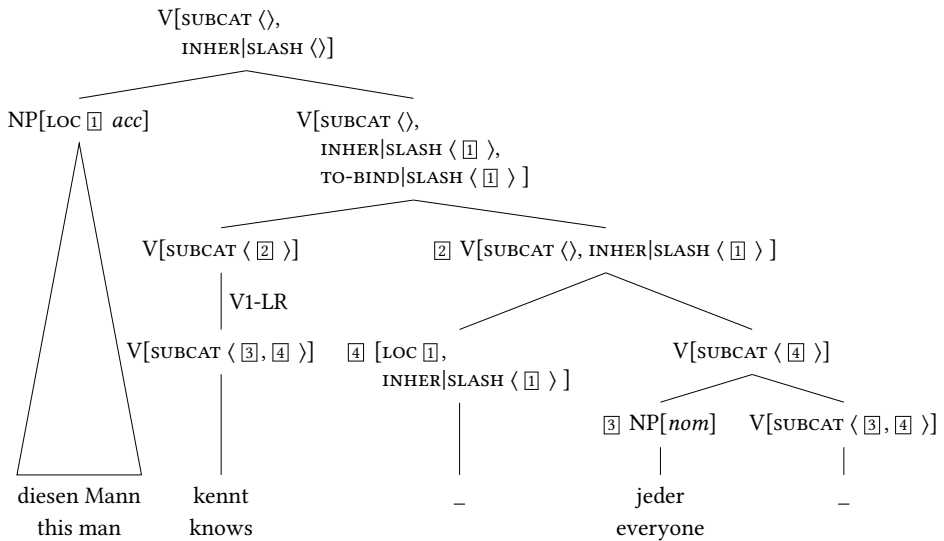 V[SUBCAT ⟨⟩,
INHER|SLASH ⟨⟩]
NP[LOC 1 acc]
V[SUBCAT ⟨⟩,
INHER|SLASH ⟨ 1 ⟩,
TO-BIND|SLASH ⟨ 1 ⟩ ]
V[SUBCAT ⟨ 2 ⟩]
2 V[SUBCAT ⟨⟩, INHER|SLASH ⟨ 1 ⟩ ]
V1-LR
V[SUBCAT ⟨ 3, 4 ⟩]
4 [LOC 1,
INHER|SLASH ⟨ 1 ⟩ ]
V[SUBCAT ⟨ 4 ⟩]
3 NP[nom]
V[SUBCAT ⟨ 3, 4 ⟩]
diesen Mann kennt _ jeder _
this man knows everyone